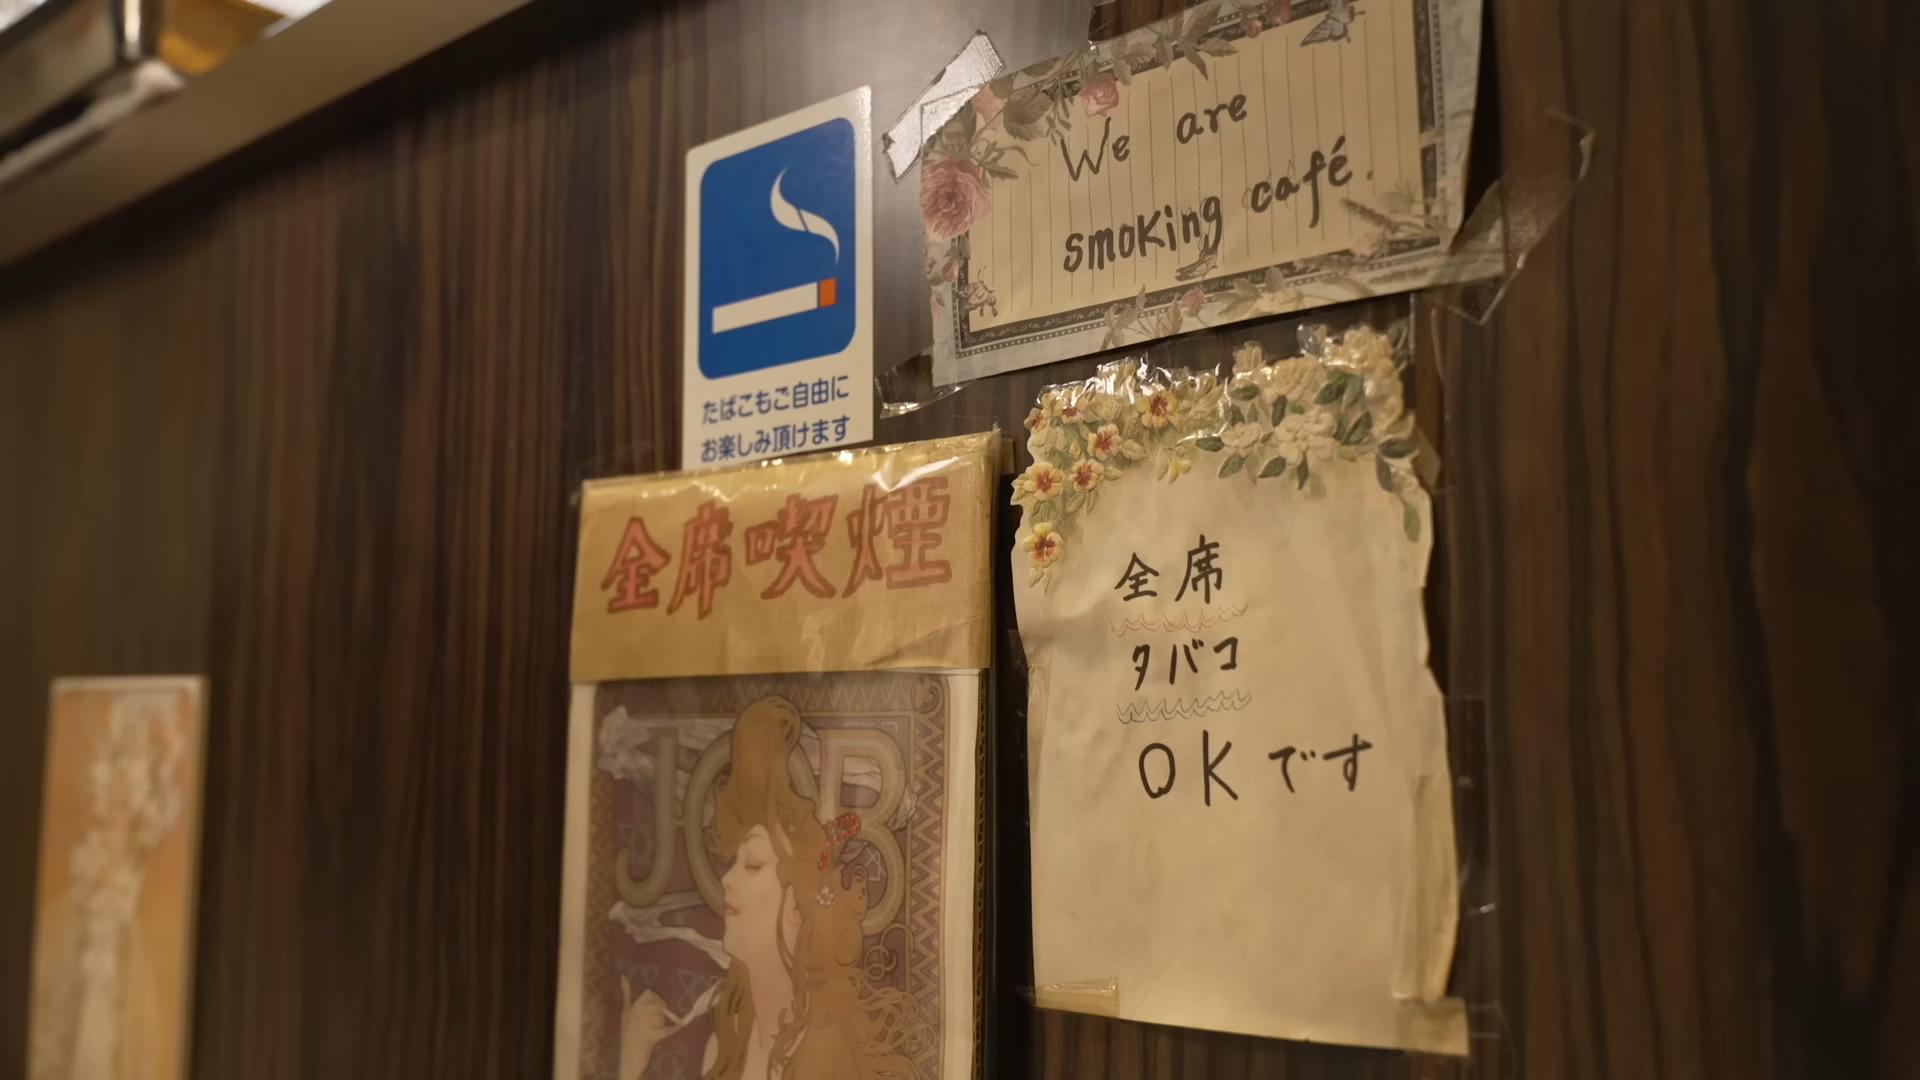 We are
smoking café.
たばこもご自由に
お楽しみ頂けます
全席喫煙
JOB
全席
タバコ
OKです